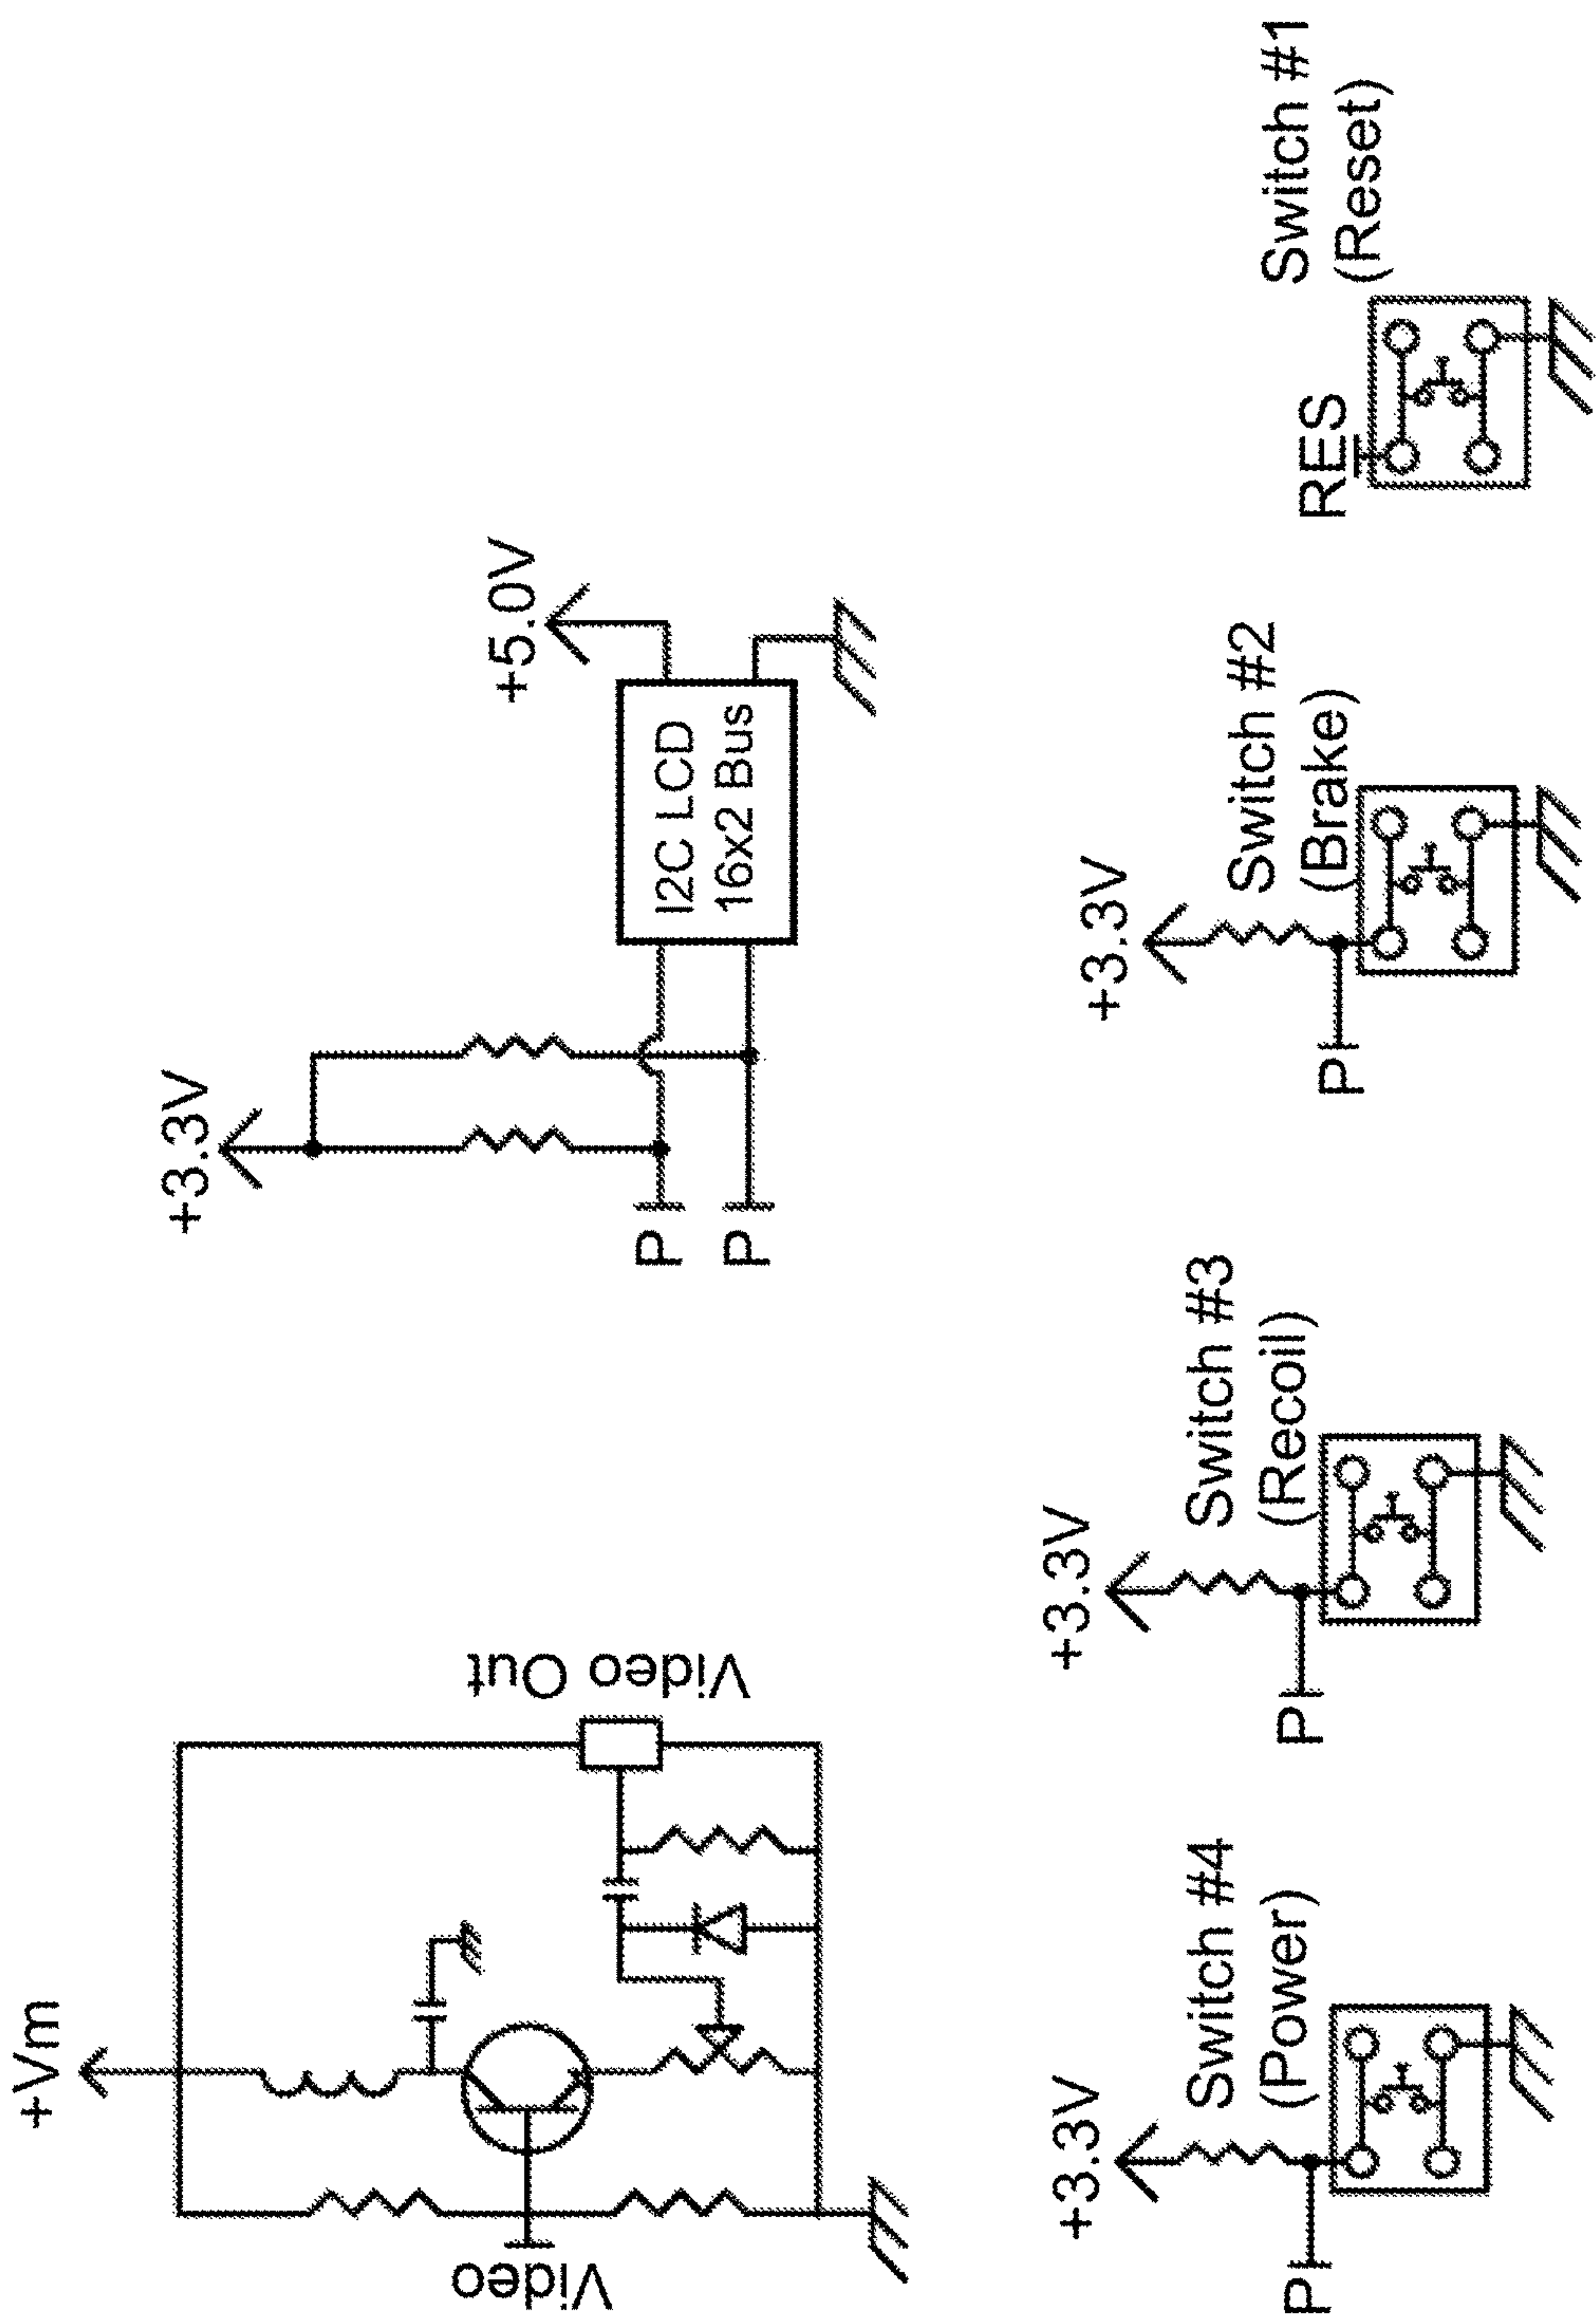 +Vm
Video
Video Out
+3.3V
P
P
I2C LCD
16x2 Bus
+5.0V
Switch #4
(Power)
+3.3V
P
Switch #3
(Recoil)
+3.3V
P
Switch #2
(Brake)
+3.3V
P
Switch #1
(Reset)
RES